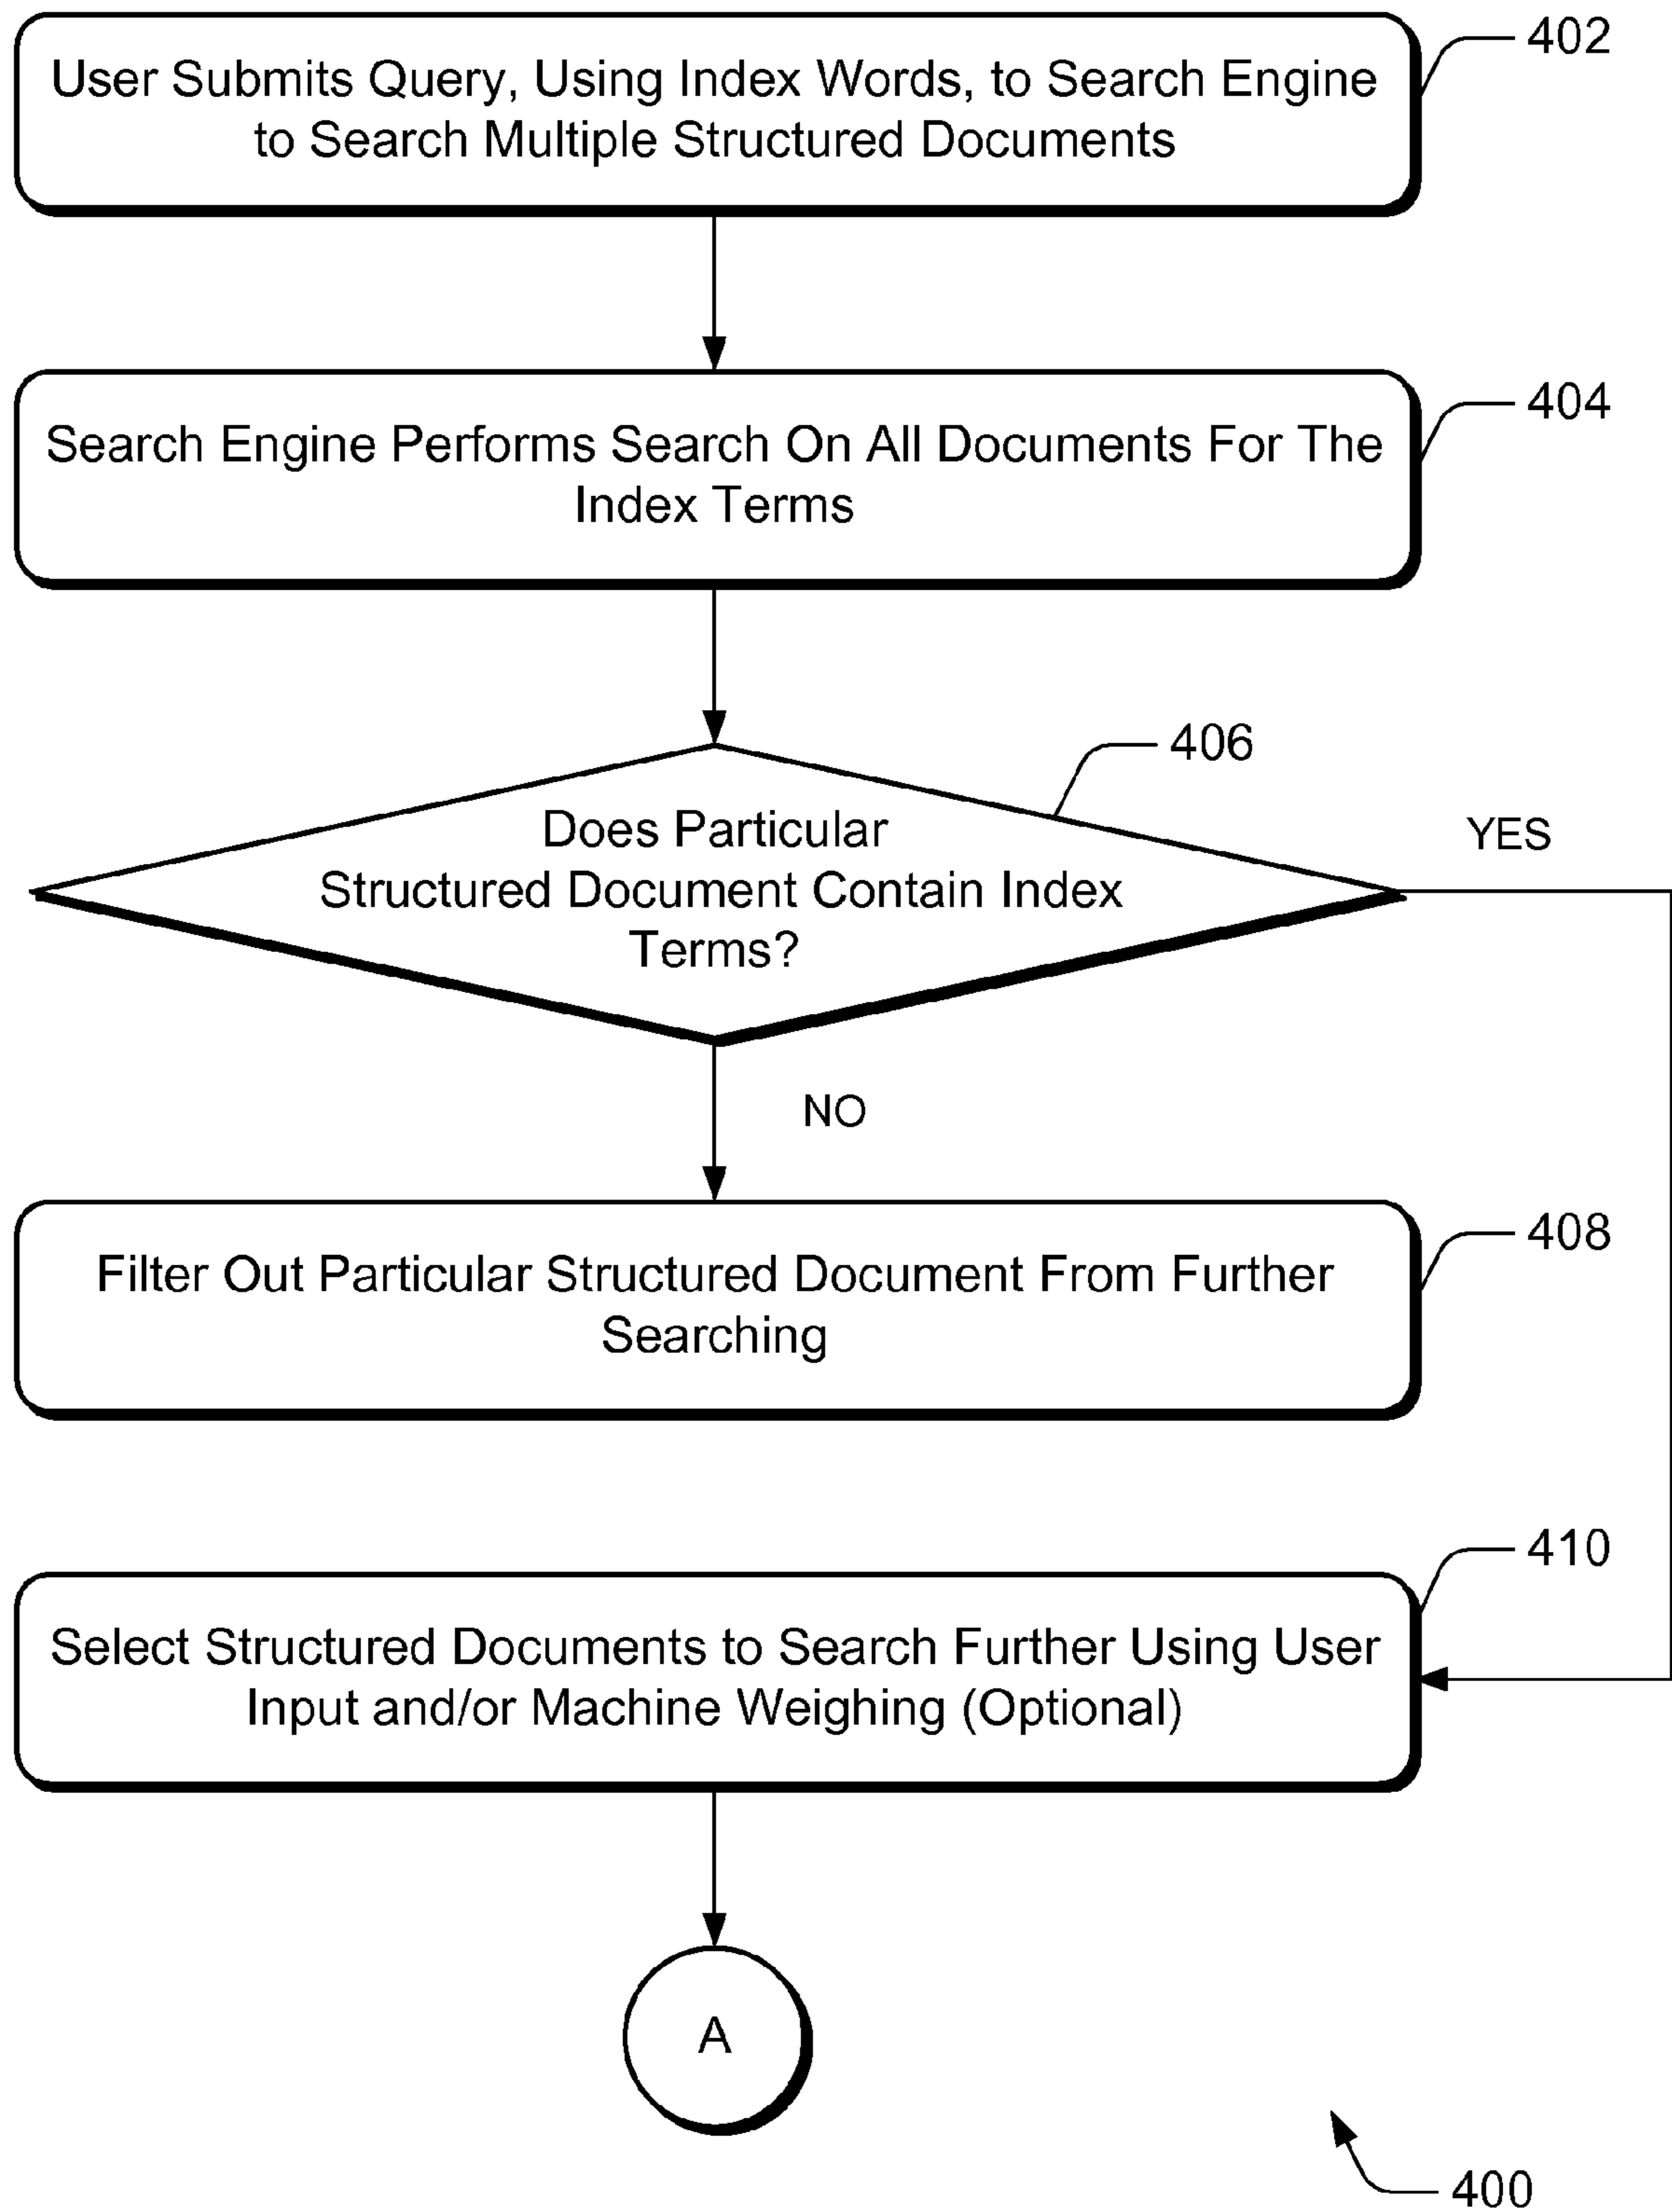 402
User Submits Query, Using Index Words, to Search Engine
to Search Multiple Structured Documents
404
Search Engine Performs Search On All Documents For The
Index Terms
406
Does Particular
Structured Document Contain Index
Terms?
YES
NO
408
Filter Out Particular Structured Document From Further
Searching
410
Select Structured Documents to Search Further Using User
Input and/or Machine Weighing (Optional)
A
400